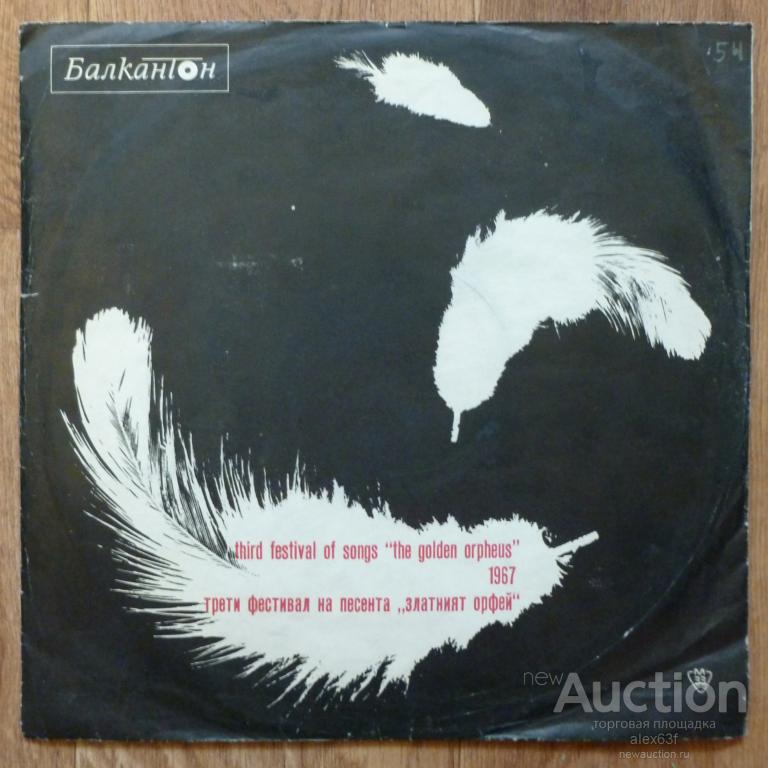 Балкантон
54
third festival of songs "the golden orpheus"
1967
трети фестивал на песента „златният орфей“
new Auction
торговая площадка
alex63f
newauction.ru